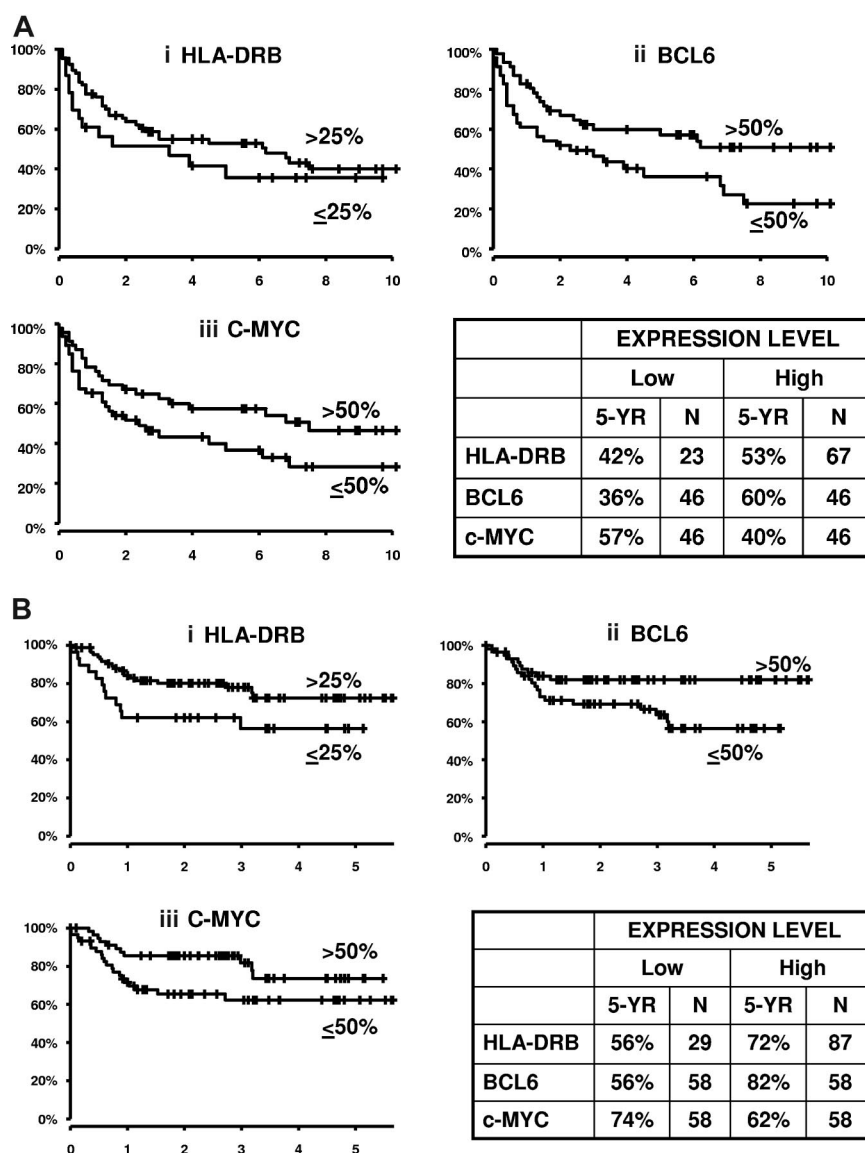 A
i HLA-DRB
100%
80%
60%
40%
20%
0%
>25%
≤25%
0 2 4 6 8 10
ii BCL6
100%
80%
60%
40%
20%
0%
>50%
≤50%
0 2 4 6 8 10
iii C-MYC
100%
80%
60%
40%
20%
0%
>50%
≤50%
0 2 4 6 8 10
EXPRESSION LEVEL
Low High
5-YR N 5-YR N
HLA-DRB 42% 23 53% 67
BCL6 36% 46 60% 46
c-MYC 57% 46 40% 46
B
i HLA-DRB
100%
80%
60%
40%
20%
0%
>25%
≤25%
0 1 2 3 4 5
ii BCL6
100%
80%
60%
40%
20%
0%
>50%
≤50%
0 1 2 3 4 5
iii C-MYC
100%
80%
60%
40%
20%
0%
>50%
≤50%
0 1 2 3 4 5
EXPRESSION LEVEL
Low High
5-YR N 5-YR N
HLA-DRB 56% 29 72% 87
BCL6 56% 58 82% 58
c-MYC 74% 58 62% 58